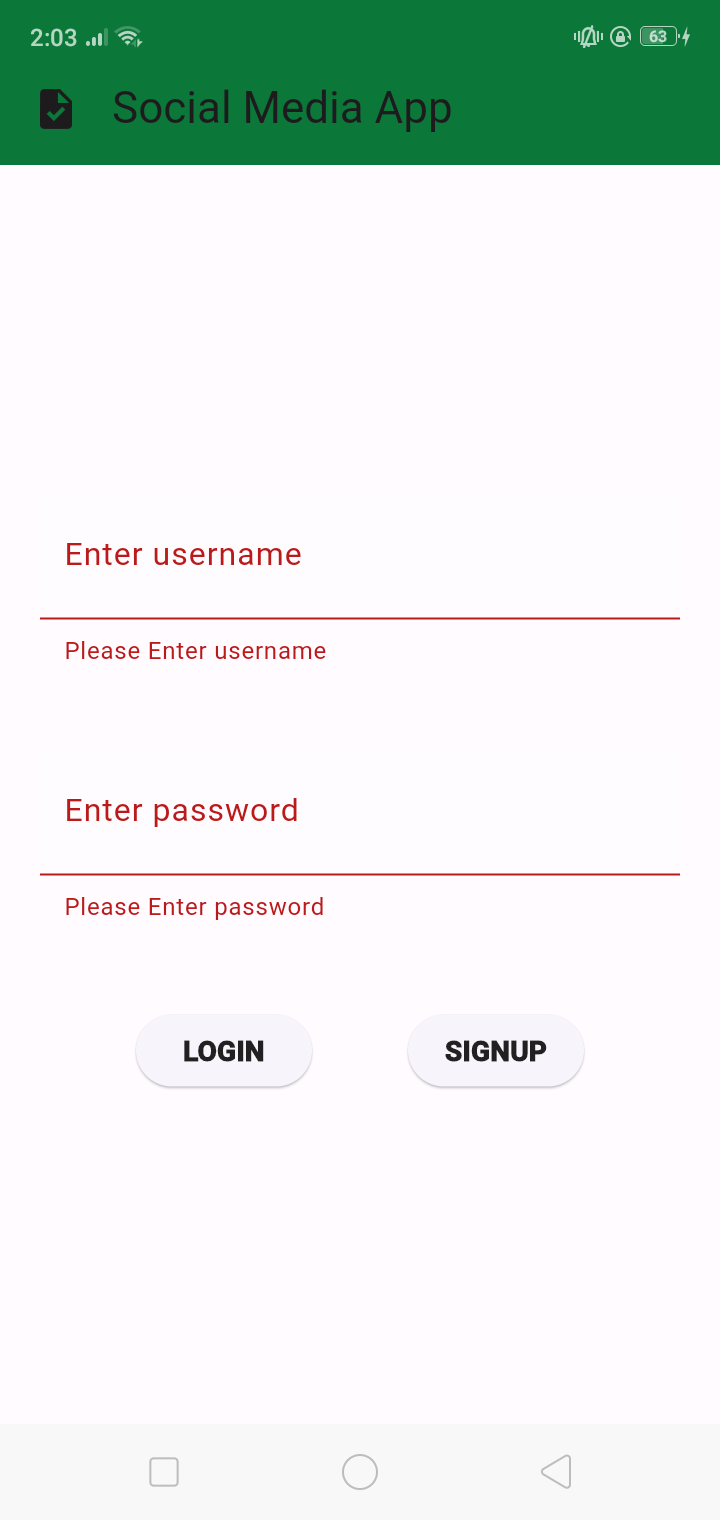 2:03 63
Social Media App
Enter username
Please Enter username
Enter password
Please Enter password
LOGIN SIGNUP